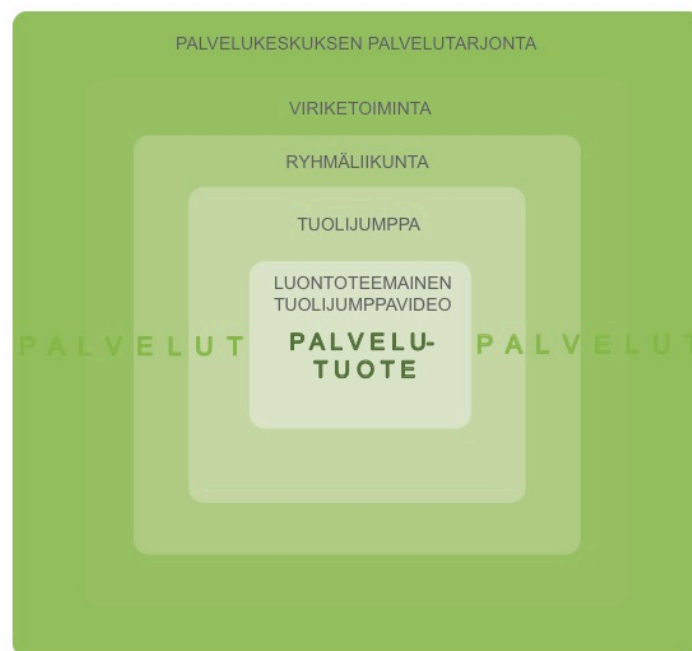 PALVELUKESKUKSEN PALVELUTARJONTA
VIRIKETOIMINTA
RYHMÄLIIKUNTA
TUOLIJUMPPA
LUONTOTEEMAINEN
TUOLIJUMPPAVIDEO
PALVELUT PALVELU- PALVELUT
TUOTE